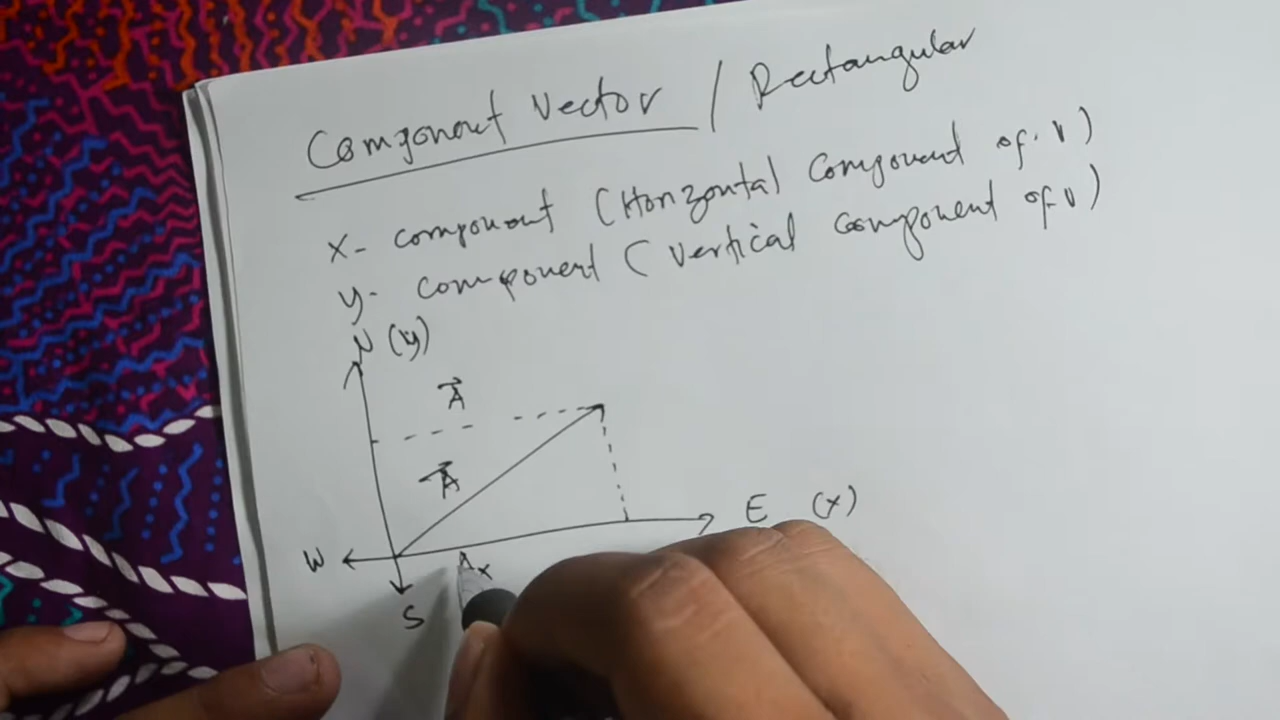 Component Vector / Rectangular
x- component (Horizontal component of v)
y- component (Vertical component of v)
N (y)
A⃗
A⃗
E (x)
W
Ax
S